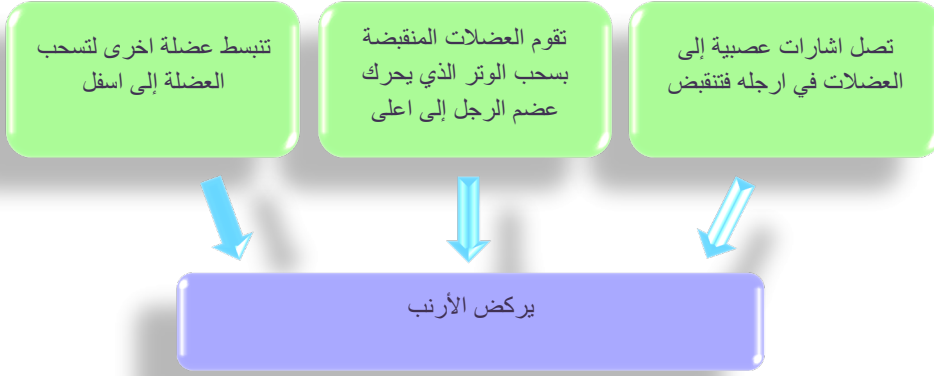 تصل اشارات عصبية إلى
العضلات في ارجله فتنقبض
تقوم العضلات المنقبضة
بسحب الوتر الذي يحرك
عضم الرجل إلى اعلى
تنبسط عضلة اخرى لتسحب
العضلة إلى اسفل
يركض الأرنب